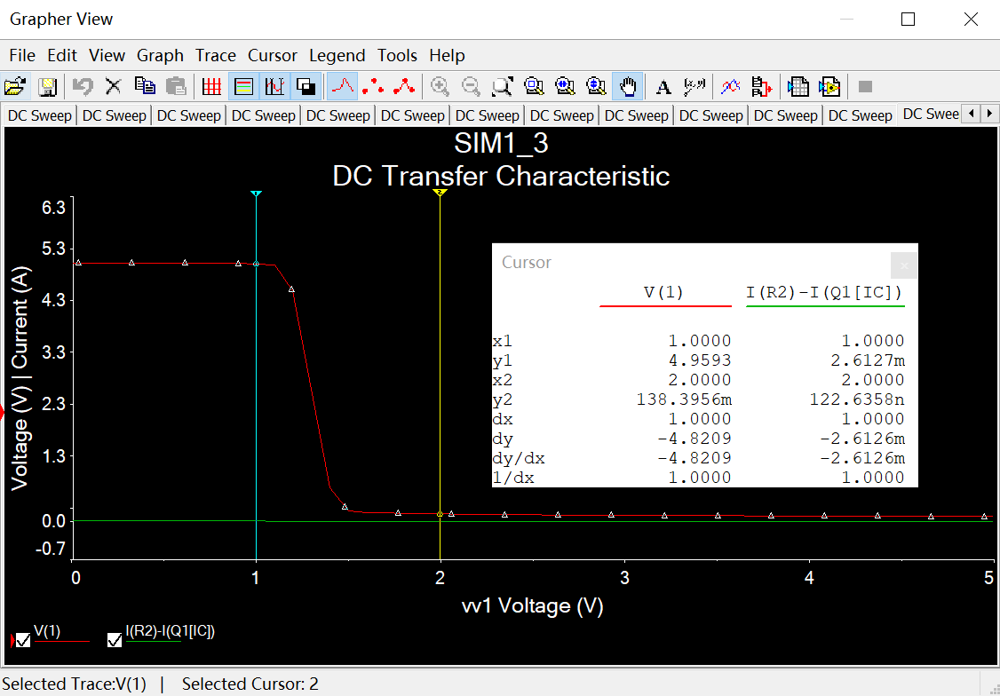 Grapher View
File Edit View Graph Trace Cursor Legend Tools Help
A
DC Sweep DC Sweep DC Sweep DC Sweep DC Sweep DC Sweep DC Sweep DC Sweep DC Sweep DC Sweep DC Sweep DC Sweep DC Swee
SIM1_3
DC Transfer Characteristic
1 2
6.3
5.3
4.3
3.3
2.3
1.3
0.0
-0.7
Voltage (V) | Current (A)
Cursor
V(1) I(R2)-I(Q1[IC])
x1 1.0000 1.0000
y1 4.9593 2.6127m
x2 2.0000 2.0000
y2 138.3956m 122.6358n
dx 1.0000 1.0000
dy -4.8209 -2.6126m
dy/dx -4.8209 -2.6126m
1/dx 1.0000 1.0000
0 1 2 3 4 5
vv1 Voltage (V)
V(1) I(R2)-I(Q1[IC])
Selected Trace:V(1) | Selected Cursor: 2